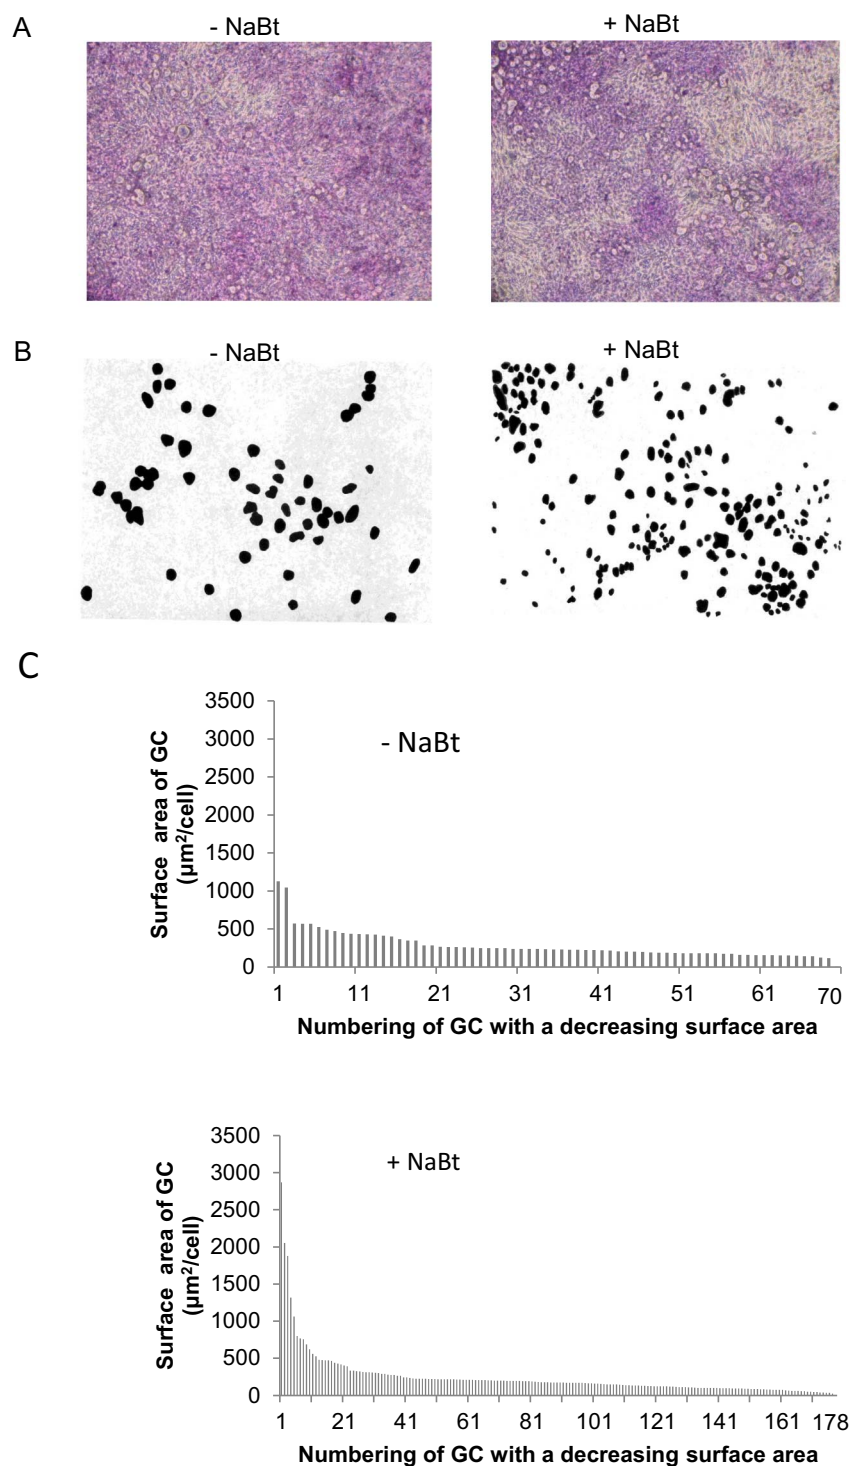 A
- NaBt
+ NaBt
B
- NaBt
+ NaBt
C
3500
3000
2500
2000
1500
1000
500
0
Surface area of GC
(µm²/cell)
- NaBt
1 11 21 31 41 51 61 70
Numbering of GC with a decreasing surface area
3500
3000
2500
2000
1500
1000
500
0
Surface area of GC
(µm²/cell)
+ NaBt
1 21 41 61 81 101 121 141 161 178
Numbering of GC with a decreasing surface area